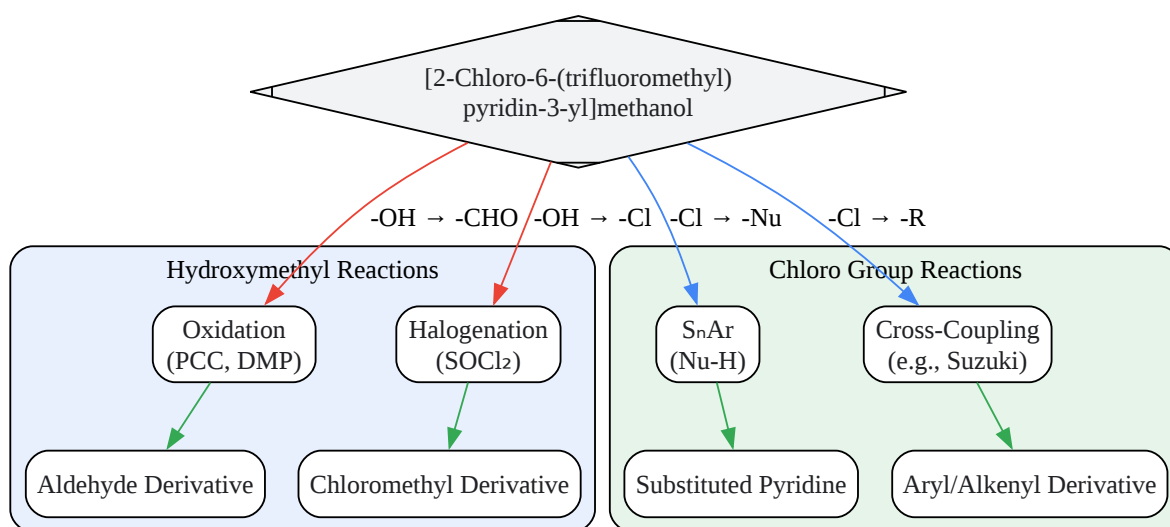 [2-Chloro-6-(trifluoromethyl)
pyridin-3-yl]methanol
-OH → -CHO
-OH → -Cl
-Cl → -Nu
-Cl → -R
Hydroxymethyl Reactions
Chloro Group Reactions
Oxidation
(PCC, DMP)
Halogenation
(SOCl₂)
SₙAr
(Nu-H)
Cross-Coupling
(e.g., Suzuki)
Aldehyde Derivative
Chloromethyl Derivative
Substituted Pyridine
Aryl/Alkenyl Derivative